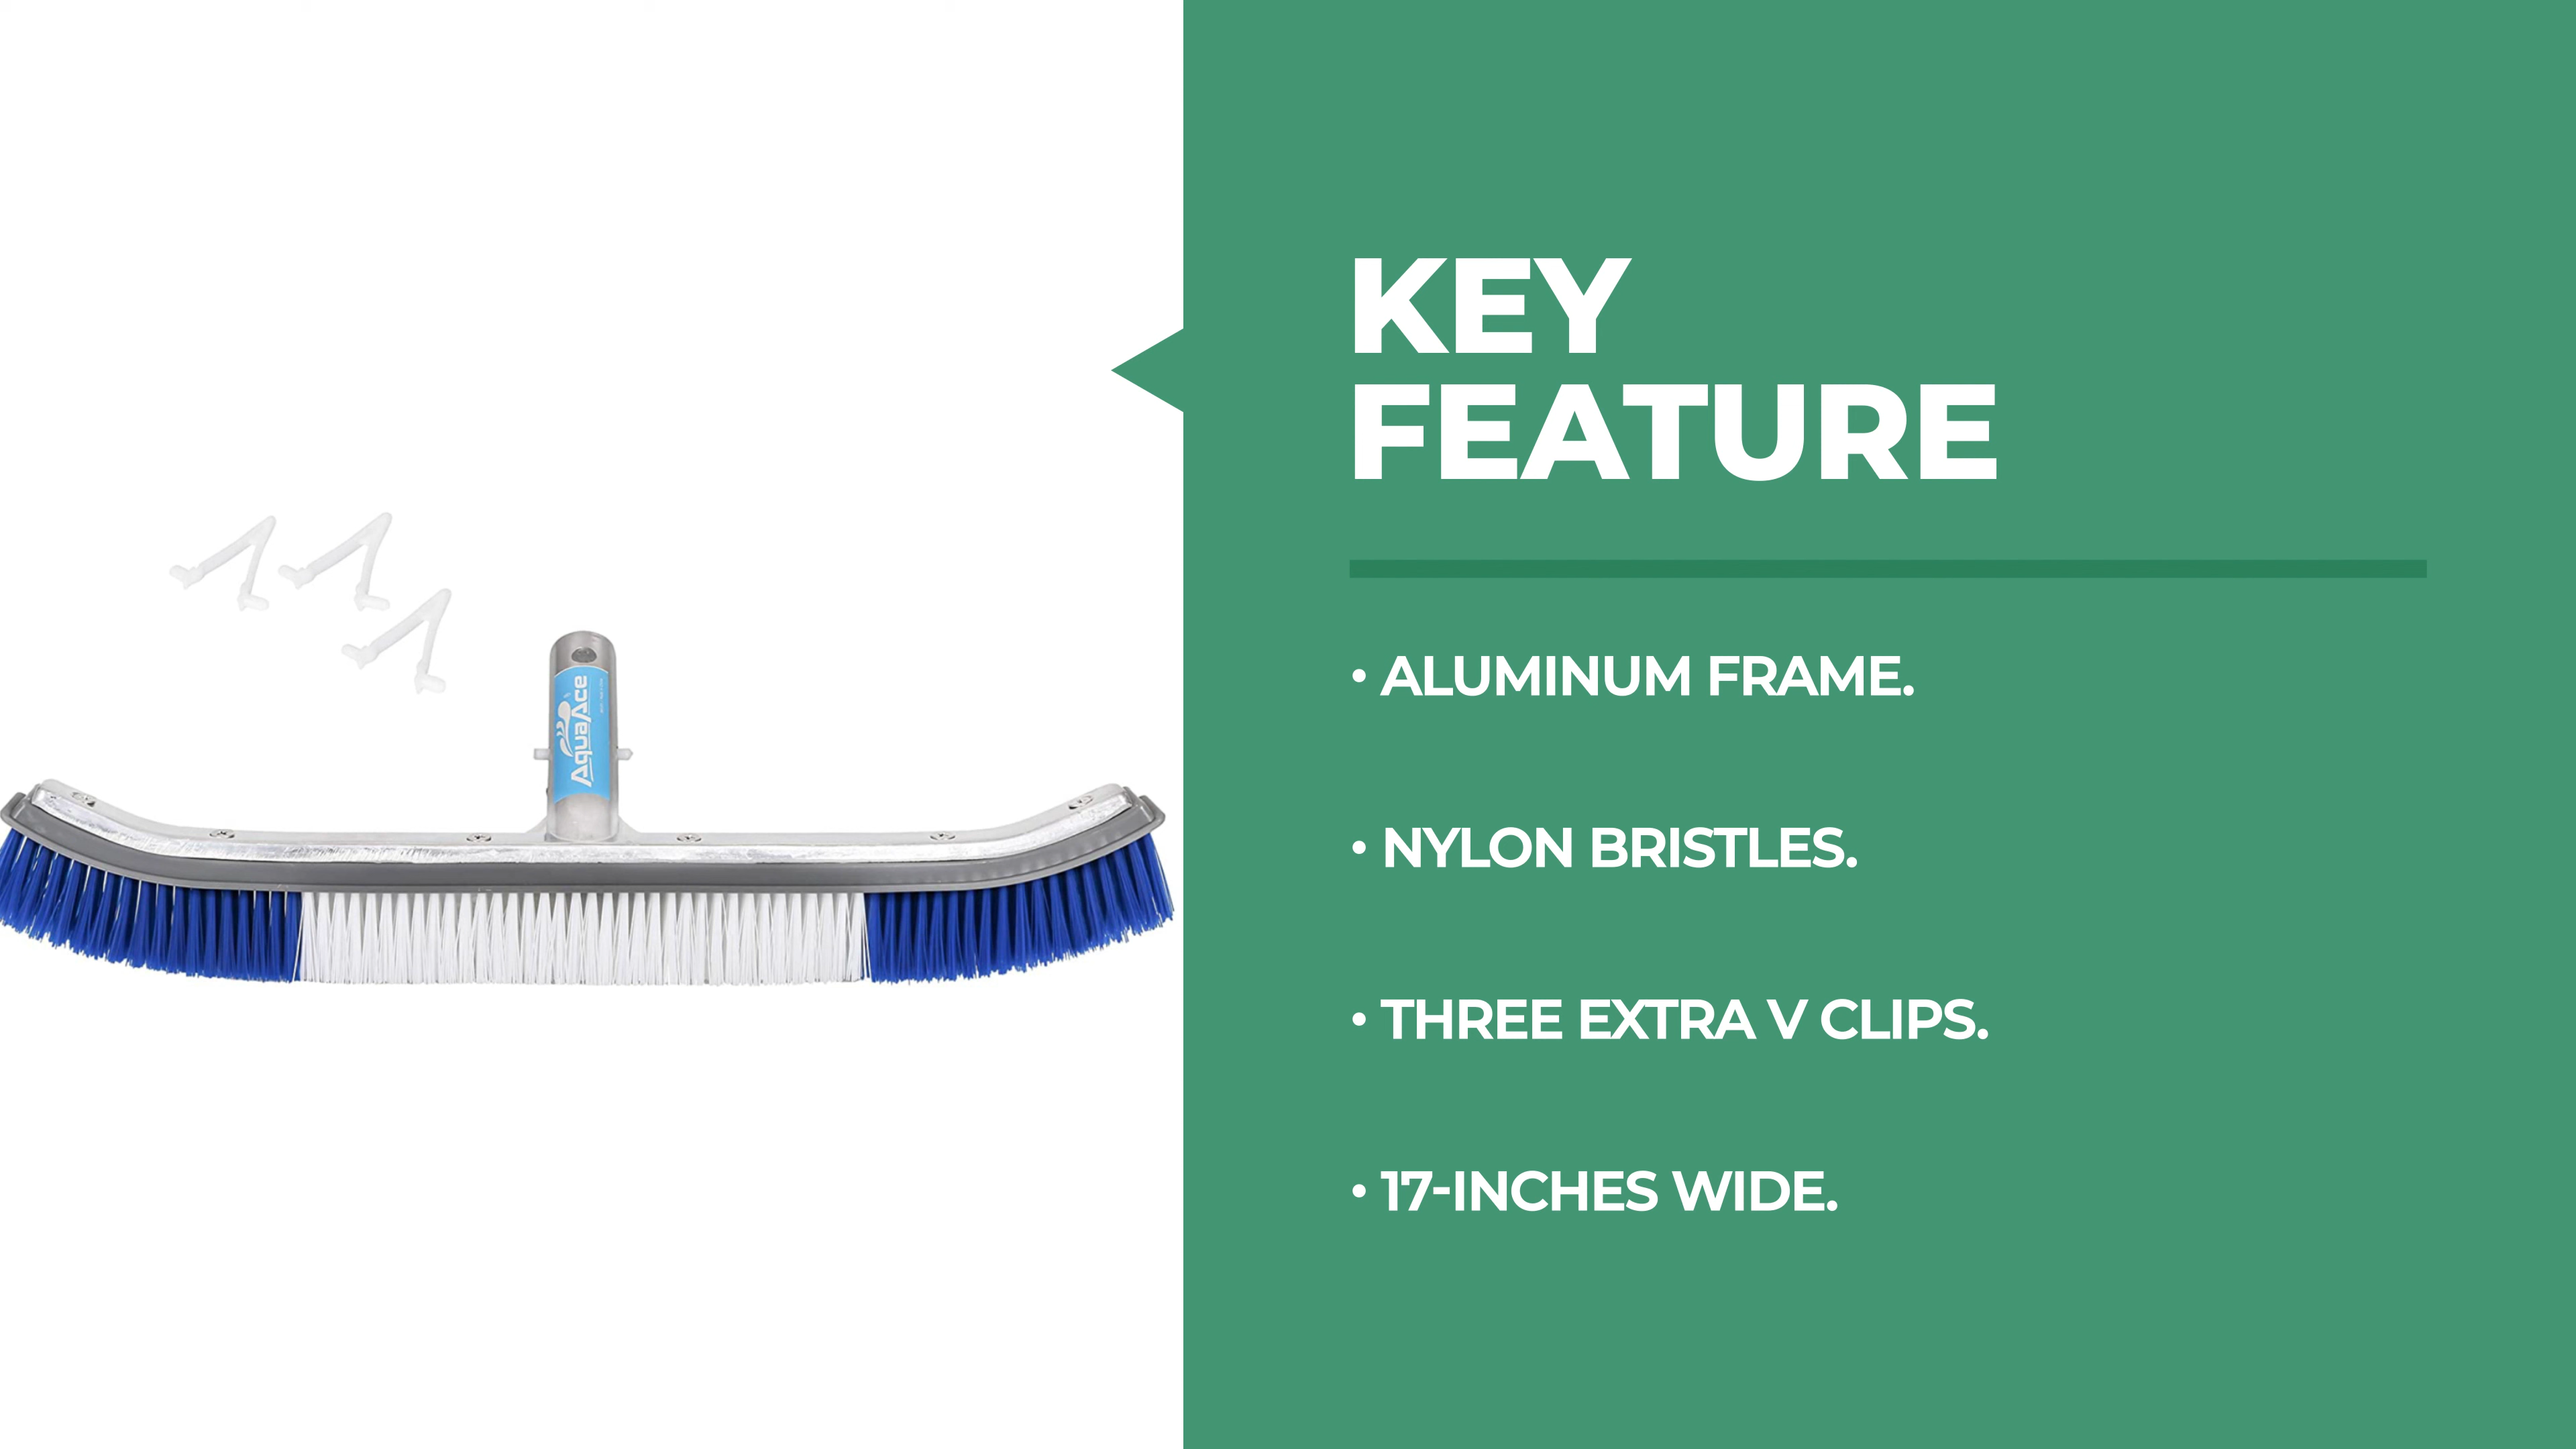 AquaAce
KEY
FEATURE
• ALUMINUM FRAME.
• NYLON BRISTLES.
• THREE EXTRA V CLIPS.
• 17-INCHES WIDE.